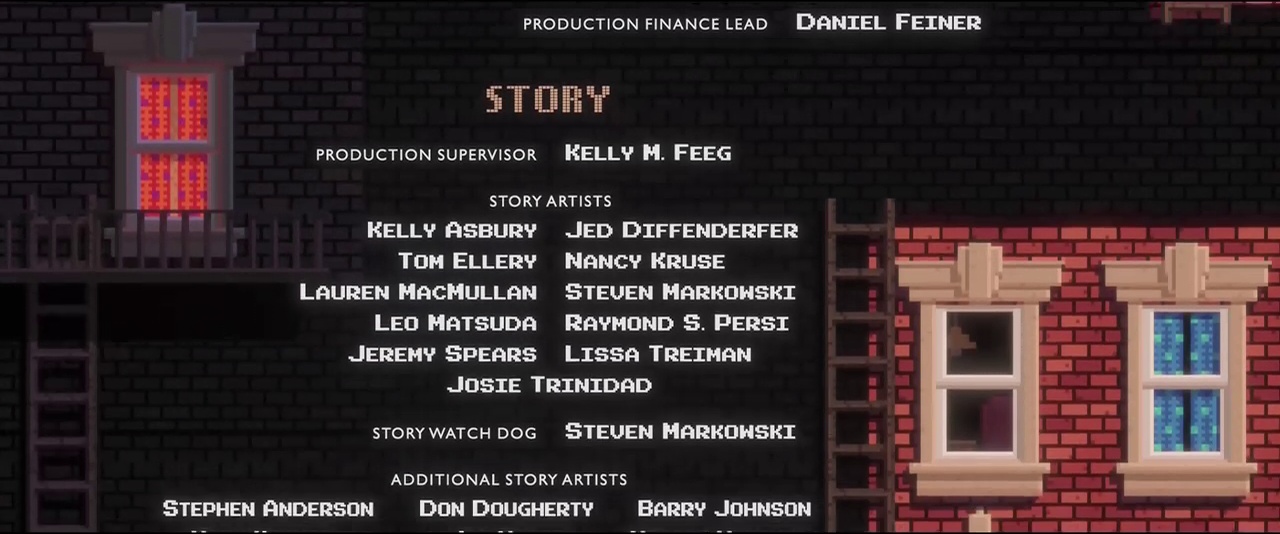 PRODUCTION FINANCE LEAD DANIEL FEINER
STORY
PRODUCTION SUPERVISOR KELLY M. FEEG
STORY ARTISTS
KELLY ASBURY JED DIFFENDERFER
TOM ELLERY NANCY KRUSE
LAUREN MACMULLAN STEVEN MARKOWSKI
LEO MATSUDA RAYMOND S. PERSI
JEREMY SPEARS LISSA TREIMAN
JOSIE TRINIDAD
STORY WATCH DOG STEVEN MARKOWSKI
ADDITIONAL STORY ARTISTS
STEPHEN ANDERSON DON DOUGHERTY BARRY JOHNSON